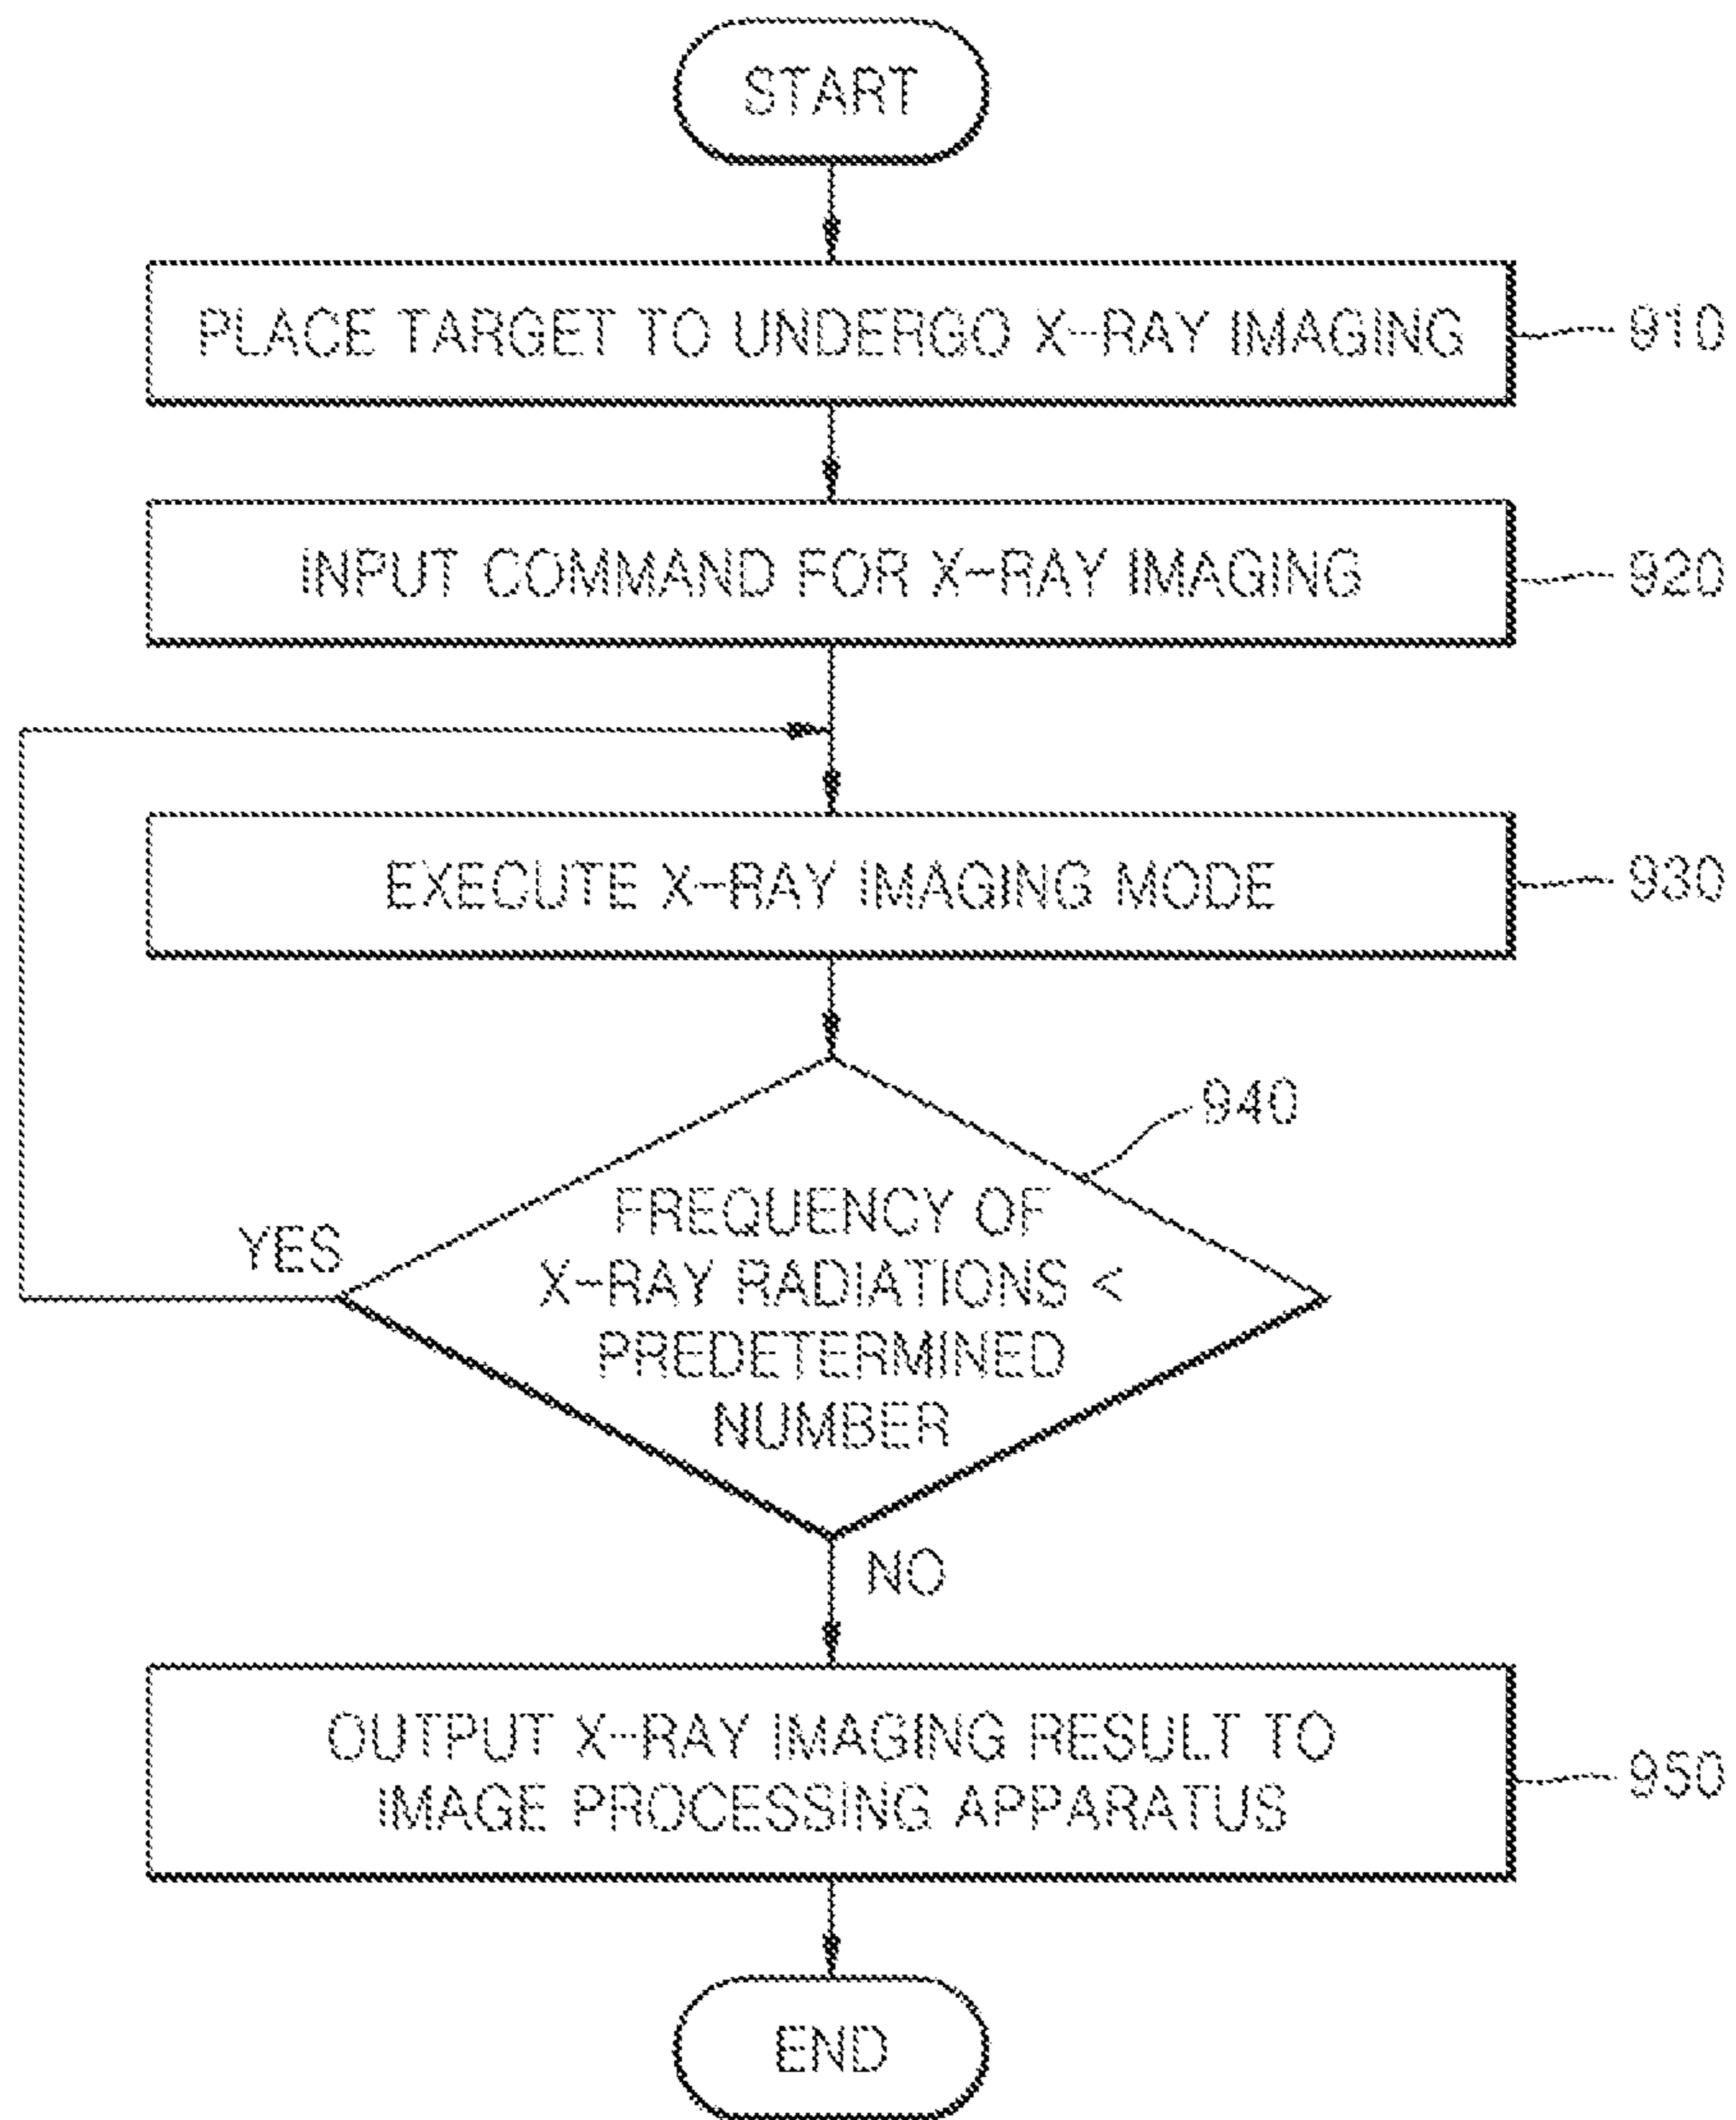 START
PLACE TARGET TO UNDERGO X-RAY IMAGING
910
INPUT COMMAND FOR X-RAY IMAGING
920
EXECUTE X-RAY IMAGING MODE
930
940
FREQUENCY OF
X-RAY RADIATIONS <
PREDETERMINED
NUMBER
YES
NO
OUTPUT X-RAY IMAGING RESULT TO
IMAGE PROCESSING APPARATUS
950
END